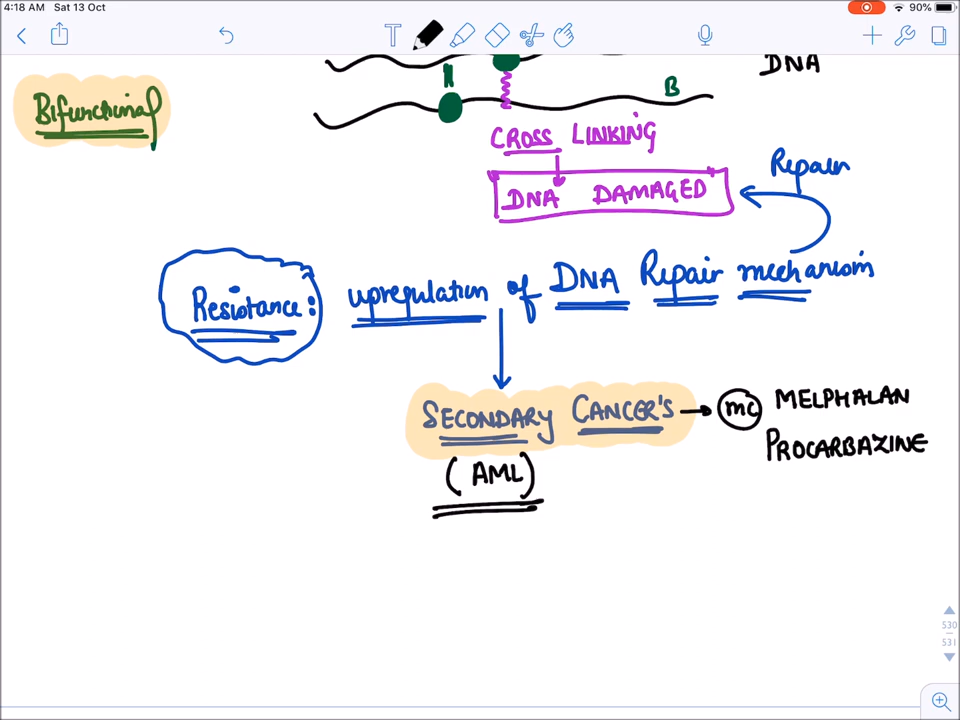 4:18 AM Sat 13 Oct 90%
T
DNA
B
Bifunctional
CROSS LINKING
DNA DAMAGED
Repair
Resistance: upregulation of DNA Repair mechanism
SECONDARY CANCER'S → mc MELPHALAN
PROCARBAZINE
(AML)
530
531